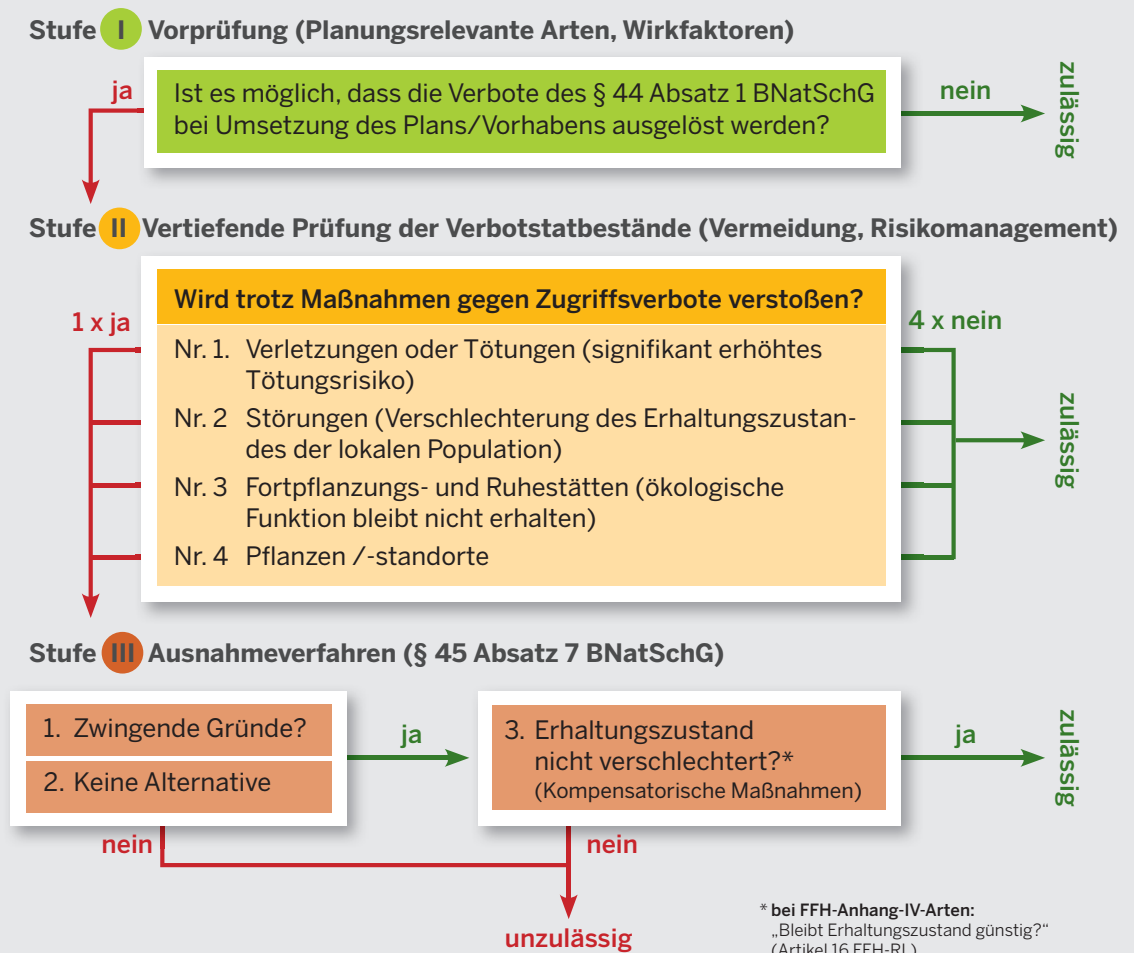 Stufe I Vorprüfung (Planungsrelevante Arten, Wirkfaktoren)
ja
Ist es möglich, dass die Verbote des § 44 Absatz 1 BNatSchG
bei Umsetzung des Plans/Vorhabens ausgelöst werden?
nein
zulässig
Stufe II Vertiefende Prüfung der Verbotstatbestände (Vermeidung, Risikomanagement)
1 x ja
Wird trotz Maßnahmen gegen Zugriffsverbote verstoßen?
4 x nein
Nr. 1. Verletzungen oder Tötungen (signifikant erhöhtes
Tötungsrisiko)
Nr. 2 Störungen (Verschlechterung des Erhaltungszustan-
des der lokalen Population)
Nr. 3 Fortpflanzungs- und Ruhestätten (ökologische
Funktion bleibt nicht erhalten)
Nr. 4 Pflanzen /-standorte
zulässig
Stufe III Ausnahmeverfahren (§ 45 Absatz 7 BNatSchG)
1. Zwingende Gründe?
2. Keine Alternative
ja
3. Erhaltungszustand
nicht verschlechtert?*
(Kompensatorische Maßnahmen)
ja
zulässig
nein
nein
unzulässig
* bei FFH-Anhang-IV-Arten:
„Bleibt Erhaltungszustand günstig?“
(Artikel 16 FFH-RL)